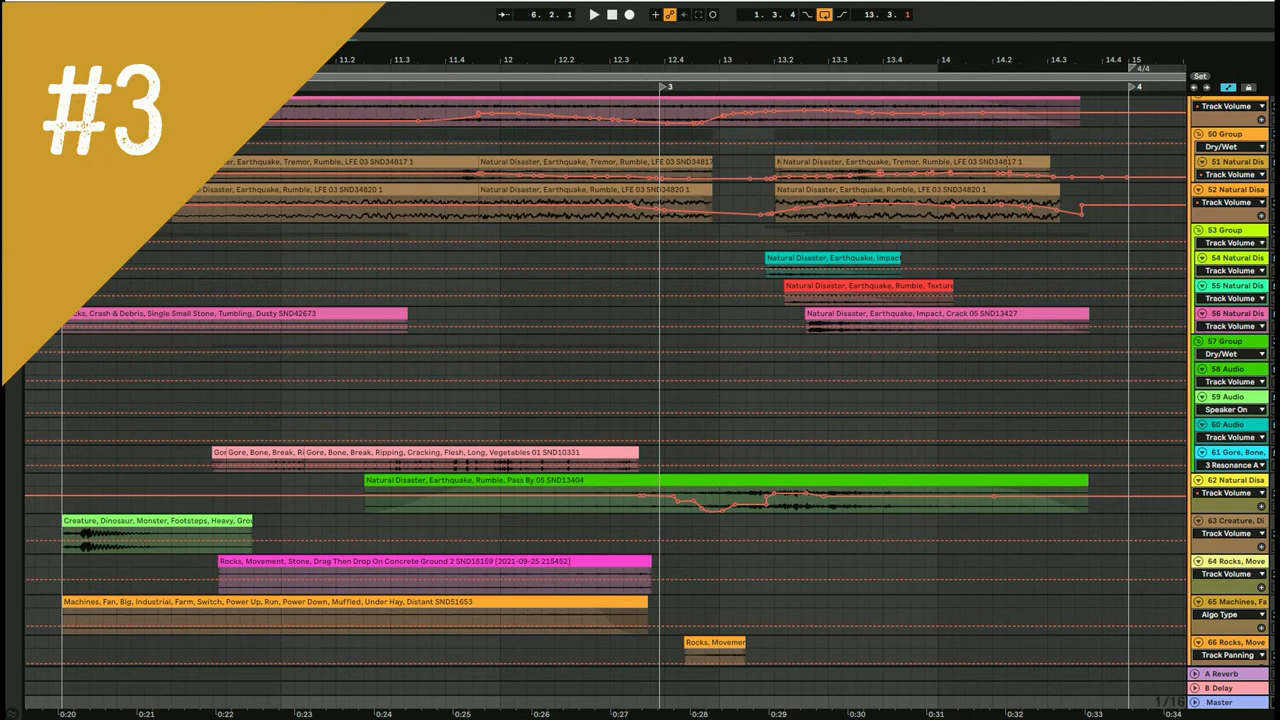 #3
6. 2. 1
1. 3. 4
13. 3. 1
11.2
11.3
11.4
12
12.2
12.3
12.4
13
13.2
13.3
13.4
14
14.2
14.3
14.4
15
4/4
Set
3
4
Track Volume
50 Group
Dry/Wet
Earthquake, Tremor, Rumble, LFE 03 SND34817 1
Natural Disaster, Earthquake, Tremor, Rumble, LFE 03 SND34817
N Natural Disaster, Earthquake, Tremor, Rumble, LFE 03 SND34817 1
51 Natural Dis
Track Volume
Disaster, Earthquake, Rumble, LFE 03 SND34820 1
Natural Disaster, Earthquake, Rumble, LFE 03 SND34820 1
Natural Disaster, Earthquake, Rumble, LFE 03 SND34820 1
52 Natural Disa
Track Volume
53 Group
Track Volume
Natural Disaster, Earthquake, Impac
54 Natural Dis
Track Volume
Natural Disaster, Earthquake, Rumble, Texture
55 Natural Dis
Track Volume
cks, Crash & Debris, Single Small Stone, Tumbling, Dusty SND42673
Natural Disaster, Earthquake, Impact, Crack 05 SND13427
56 Natural Dis
Track Volume
57 Group
Dry/Wet
58 Audio
Track Volume
59 Audio
Speaker On
60 Audio
Track Volume
Gor Gore, Bone, Break, Ri Gore, Bone, Break, Ripping, Cracking, Flesh, Long, Vegetables 01 SND10331
61 Gore, Bone,
3 Resonance A
Natural Disaster, Earthquake, Rumble, Pass By 05 SND13404
62 Natural Disa
Track Volume
Creature, Dinosaur, Monster, Footsteps, Heavy, Gro
63 Creature, Di
Track Volume
Rocks, Movement, Stone, Drag Then Drop On Concrete Ground 2 SND18159 [2021-09-25 215452]
64 Rocks, Move
Track Volume
Machines, Fan, Big, Industrial, Farm, Switch, Power Up, Run, Power Down, Muffled, Under Hay, Distant SND51653
65 Machines, Fa
Algo Type
Rocks, Movemen
66 Rocks, Move
Track Panning
A Reverb
B Delay
1/16
Master
0:20
0:21
0:22
0:23
0:24
0:25
0:26
0:27
0:28
0:29
0:30
0:31
0:32
0:33
0:34